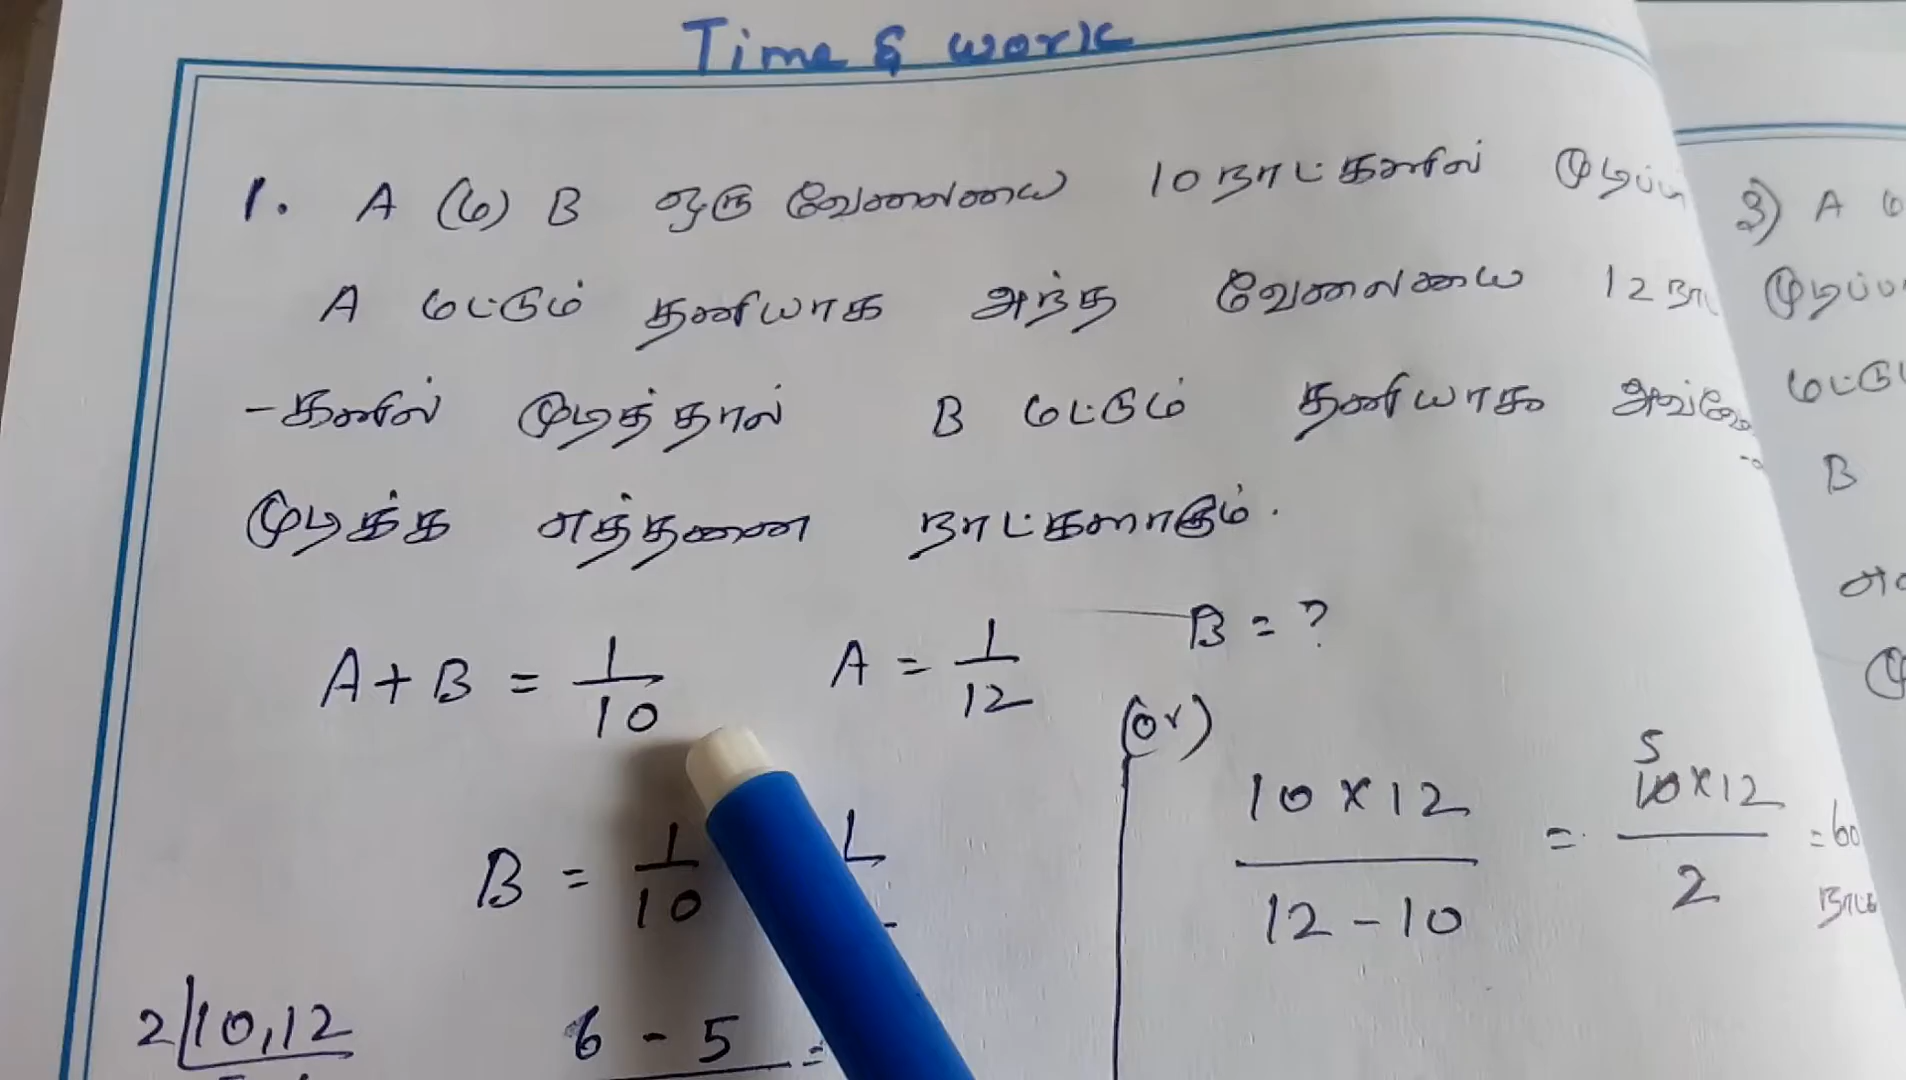 Time & work
1. A (ம) B ஒரு வேலையை 10 நாட்களில்
A மட்டும் தனியாக அந்த வேலையை 12 நாட்
-களில் முடித்தால் B மட்டும் தனியாக
முடிக்க எத்தனை நாட்களாகும்.
A + B = 1/10 A = 1/12 B = ?
(or)
B = 1/10
10 × 12 / 12 - 10 = 10 × 12 / 2 = 60
5
2 | 10, 12
6 - 5
3) A
B